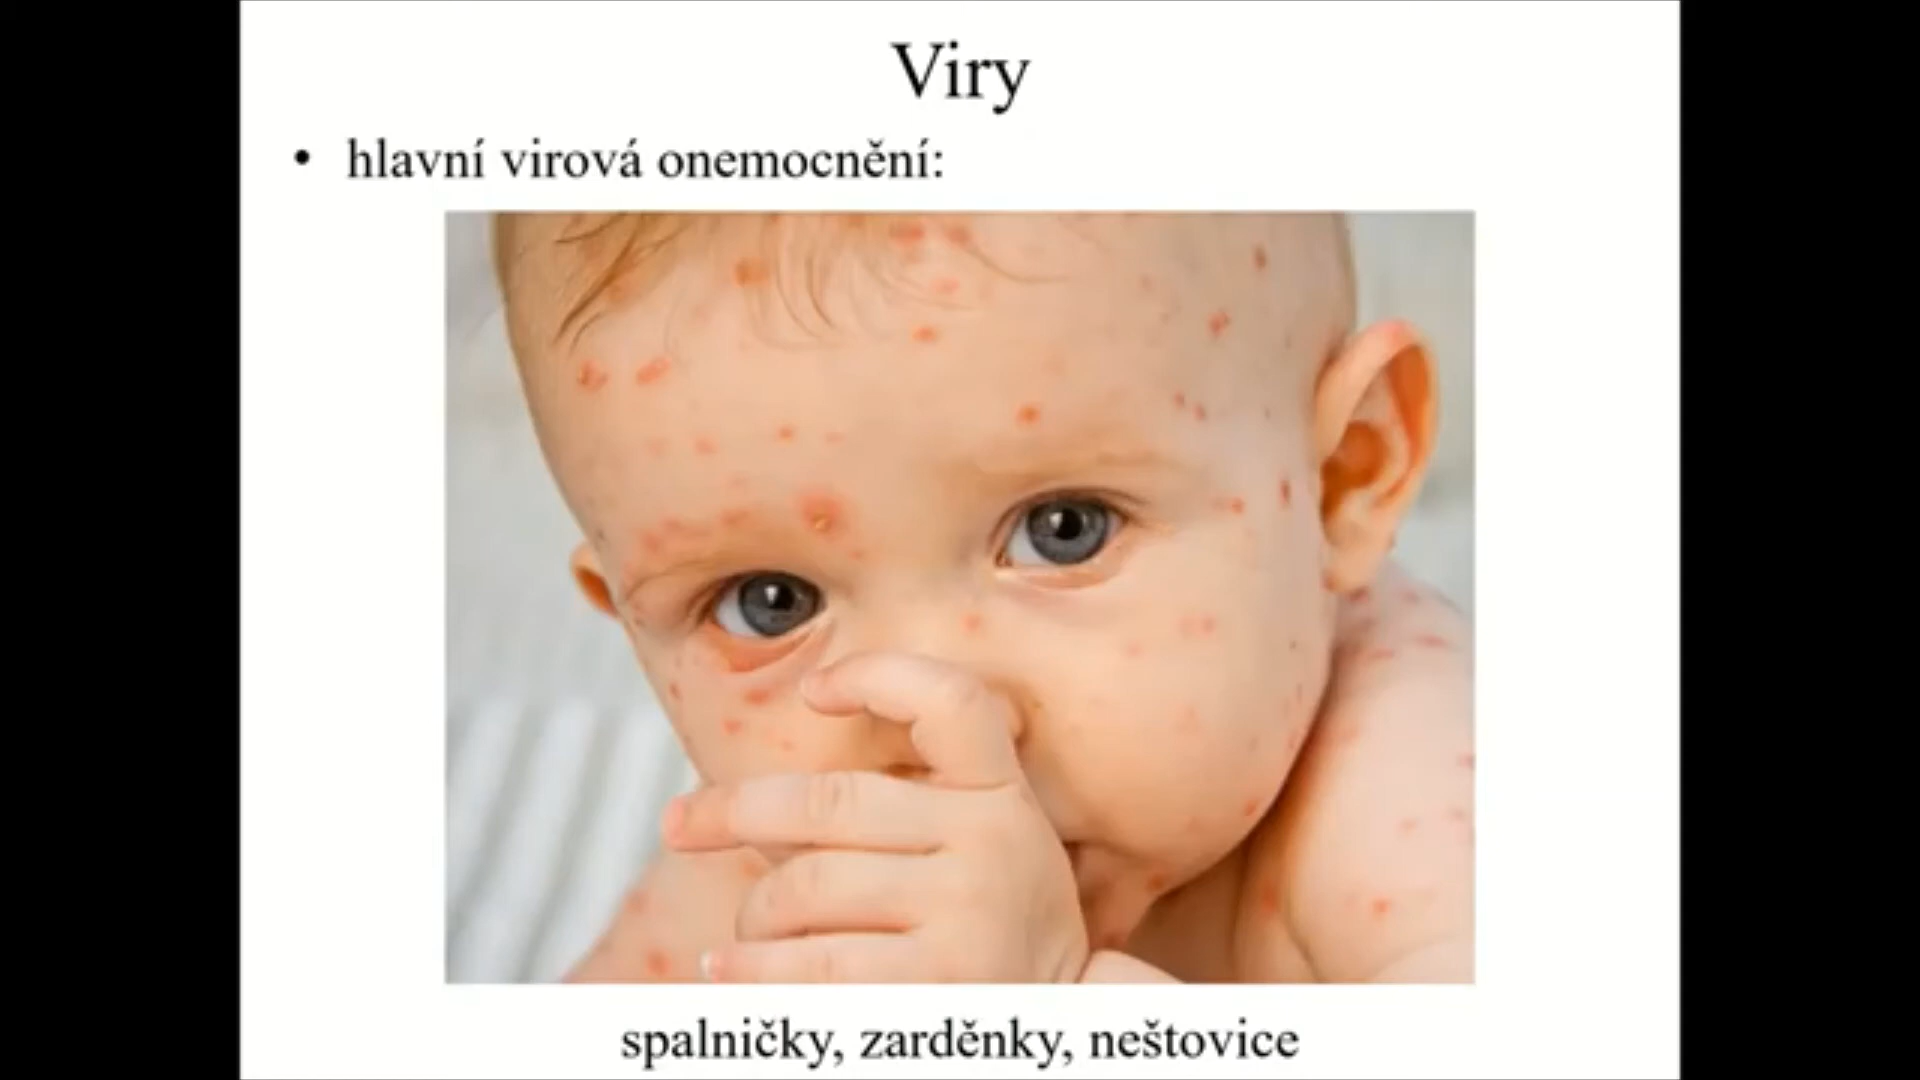 Viry
• hlavní virová onemocnění:
spalničky, zarděnky, neštovice